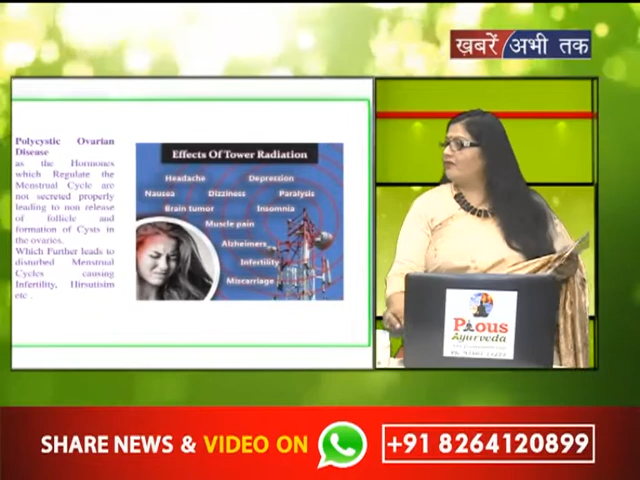 ख़बरें अभी तक
Polycystic Ovarian
Disease
as the Hormones
which Regulate the
Menstrual Cycle are
not secreted properly
leading to non release
of follicle and
formation of Cysts in
the ovaries.
Which Further leads to
disturbed Menstrual
Cycles causing
Infertility, Hirsutism
etc .
Effects Of Tower Radiation
Headache Depression
Nausea Dizziness Paralysis
Brain tumor Insomnia
Muscle pain
Alzheimers
Infertility
Miscarriage
Pious
Ayurveda
SHARE NEWS & VIDEO ON +91 8264120899